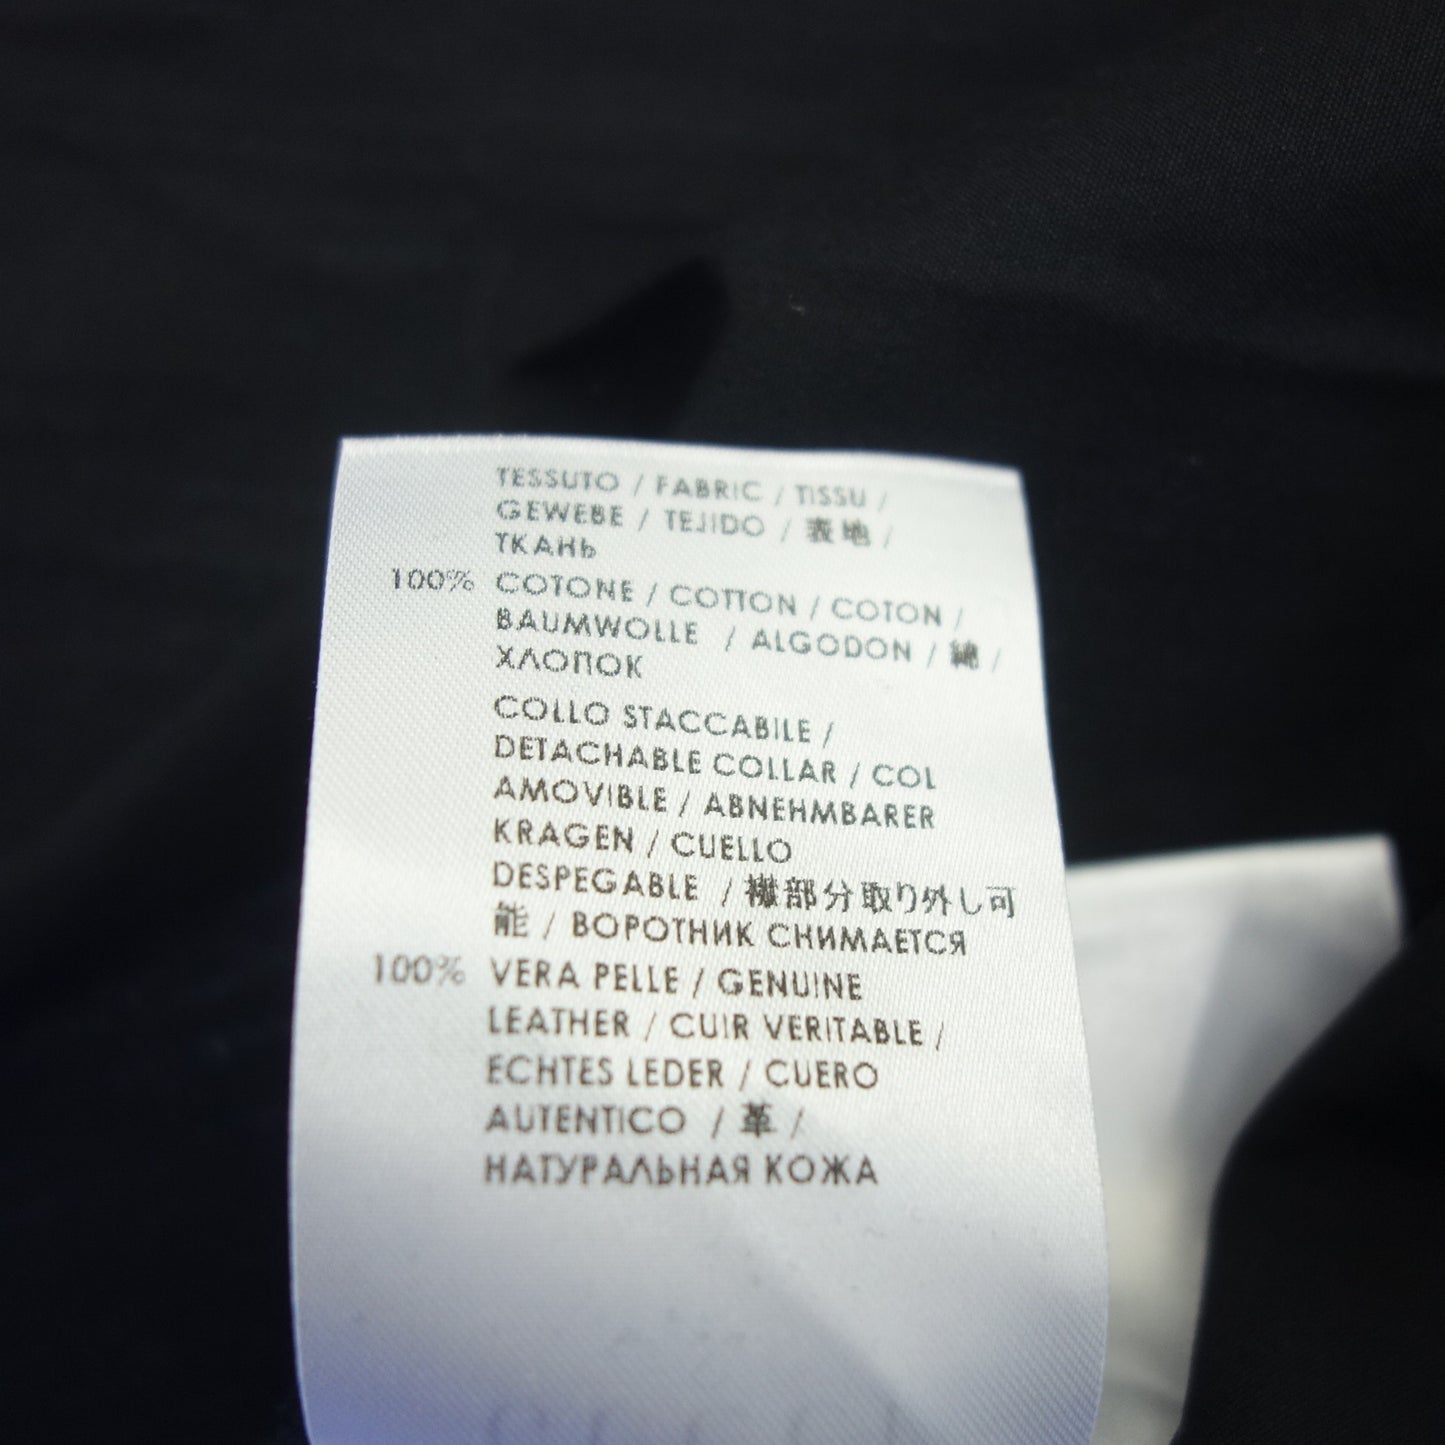 TESSUTO / FABRIC / TISSU /
GEWEBE / TEJIDO / 表地 /
ТКАНЬ
100% COTONE / COTTON / COTON /
BAUMWOLLE / ALGODON / 綿 /
ХЛОПОК
COLLO STACCABILE /
DETACHABLE COLLAR / COL
AMOVIBLE / ABNEHMBARER
KRAGEN / CUELLO
DESPEGABLE / 襟部分取り外し可
能 / ВОРОТНИК СНИМАЕТСЯ
100% VERA PELLE / GENUINE
LEATHER / CUIR VERITABLE /
ECHTES LEDER / CUERO
AUTENTICO / 革 /
НАТУРАЛЬНАЯ КОЖА